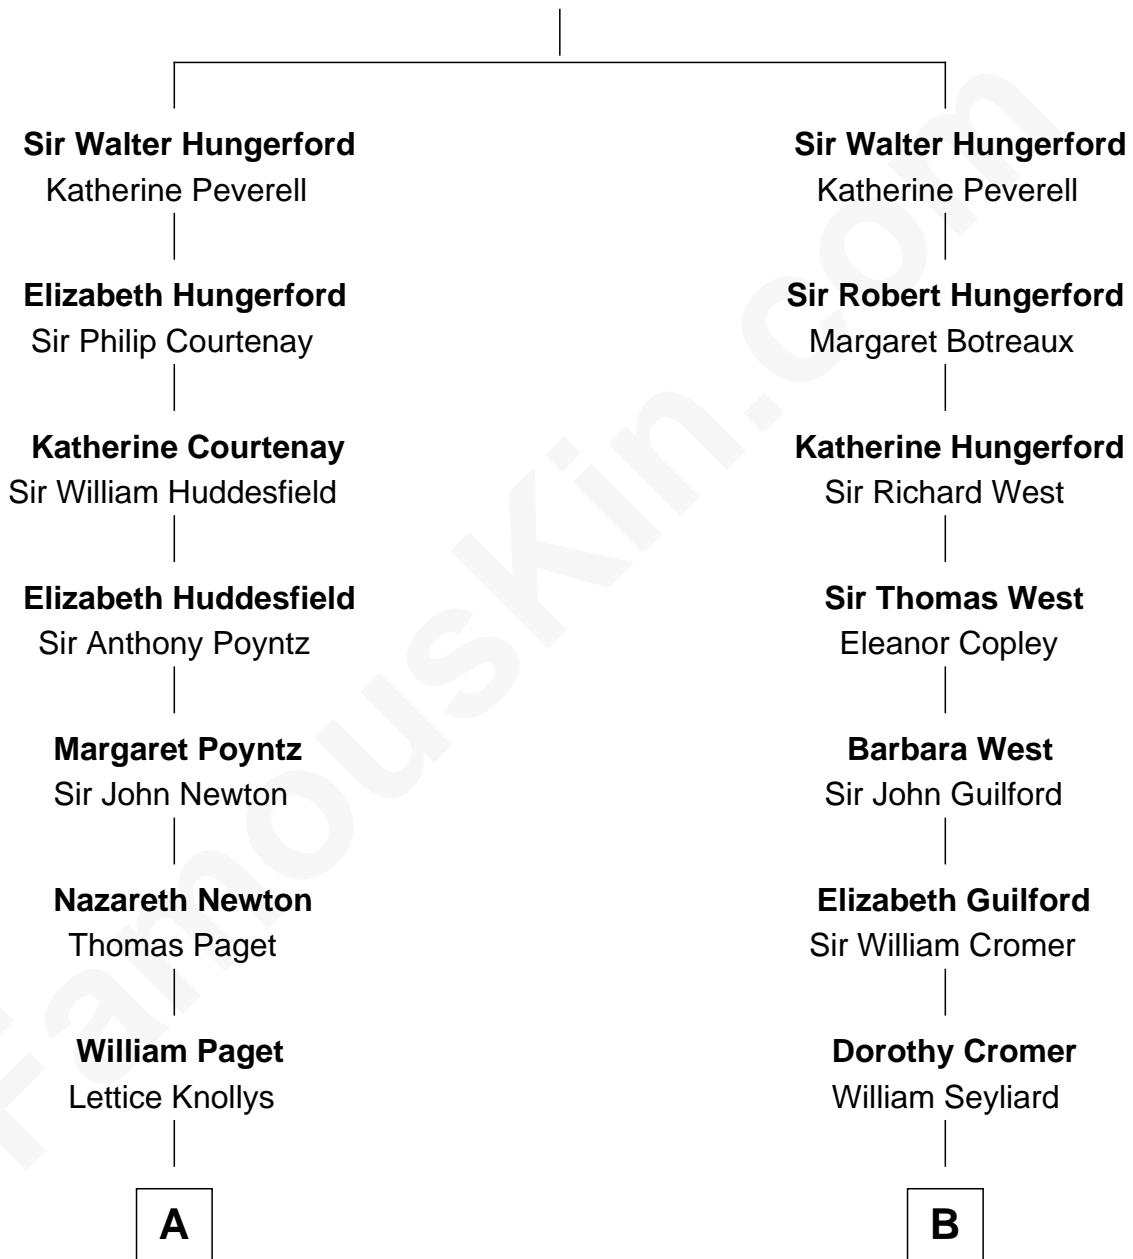 Sir Walter Hungerford
Katherine Peverell
Elizabeth Hungerford
Sir Philip Courtenay
Katherine Courtenay
Sir William Huddesfield
Elizabeth Huddesfield
Sir Anthony Poyntz
Margaret Poyntz
Sir John Newton
Nazareth Newton
Thomas Paget
William Paget
Lettice Knollys
A
Sir Walter Hungerford
Katherine Peverell
Sir Robert Hungerford
Margaret Botreaux
Katherine Hungerford
Sir Richard West
Sir Thomas West
Eleanor Copley
Barbara West
Sir John Guilford
Elizabeth Guilford
Sir William Cromer
Dorothy Cromer
William Seyliard
B
FamousKin.com